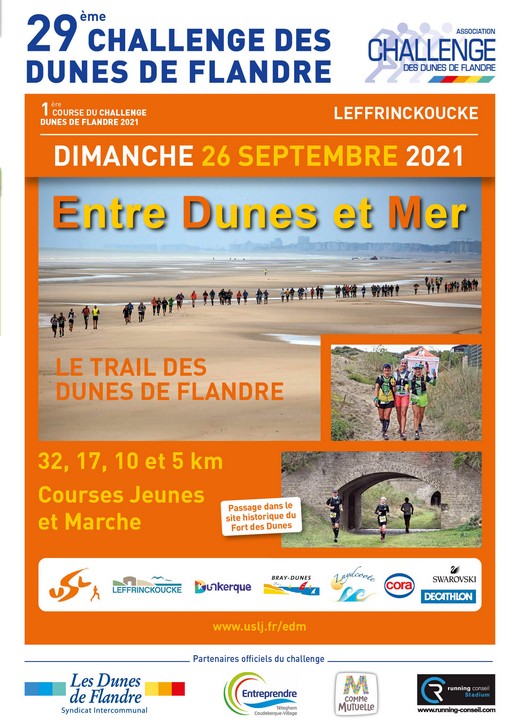 29ème CHALLENGE DES
DUNES DE FLANDRE
ASSOCIATION
CHALLENGE
DES DUNES DE FLANDRE
1ère COURSE DU CHALLENGE
DUNES DE FLANDRE 2021
LEFFRINCKOUCKE
DIMANCHE 26 SEPTEMBRE 2021
Entre Dunes et Mer
LE TRAIL DES
DUNES DE FLANDRE
32, 17, 10 et 5 km
Courses Jeunes
et Marche
Passage dans le
site historique du
Fort des Dunes
USL
LEFFRINCKOUCKE
Dunkerque
BRAY-DUNES
Zuydcoote
cora
SWAROVSKI
DECATHLON
www.uslj.fr/edm
Partenaires officiels du challenge
Les Dunes
de Flandre
Syndicat Intercommunal
Entreprendre
Téteghem
Coudekerque-Village
M
COMME
MUTUELLE
running conseil
Stadium
www.running-conseil.com